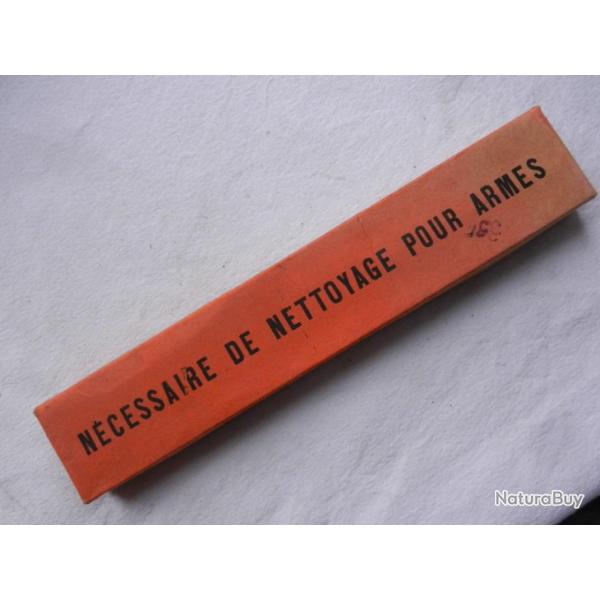 NÉCESSAIRE DE NETTOYAGE POUR ARMES
NaturaBuy